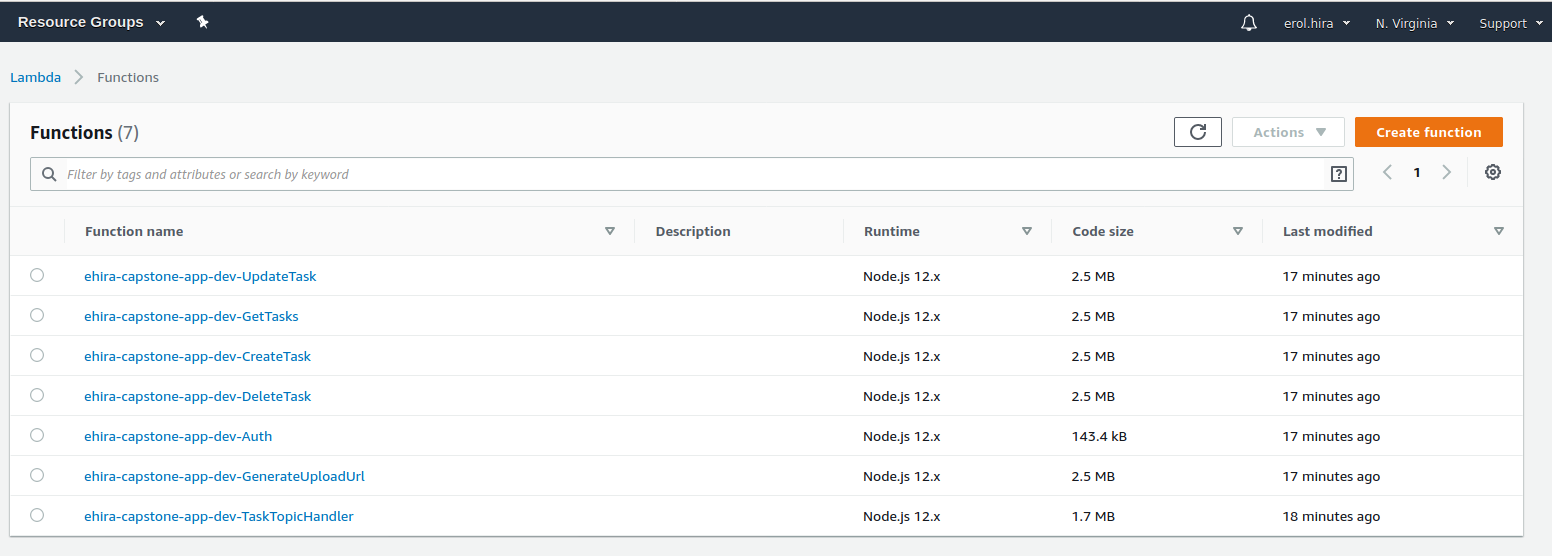 Resource Groups erol.hira N. Virginia Support
Lambda Functions
Functions (7) Actions Create function
Filter by tags and attributes or search by keyword ? 1
Function name Description Runtime Code size Last modified
ehira-capstone-app-dev-UpdateTask Node.js 12.x 2.5 MB 17 minutes ago
ehira-capstone-app-dev-GetTasks Node.js 12.x 2.5 MB 17 minutes ago
ehira-capstone-app-dev-CreateTask Node.js 12.x 2.5 MB 17 minutes ago
ehira-capstone-app-dev-DeleteTask Node.js 12.x 2.5 MB 17 minutes ago
ehira-capstone-app-dev-Auth Node.js 12.x 143.4 kB 17 minutes ago
ehira-capstone-app-dev-GenerateUploadUrl Node.js 12.x 2.5 MB 17 minutes ago
ehira-capstone-app-dev-TaskTopicHandler Node.js 12.x 1.7 MB 18 minutes ago